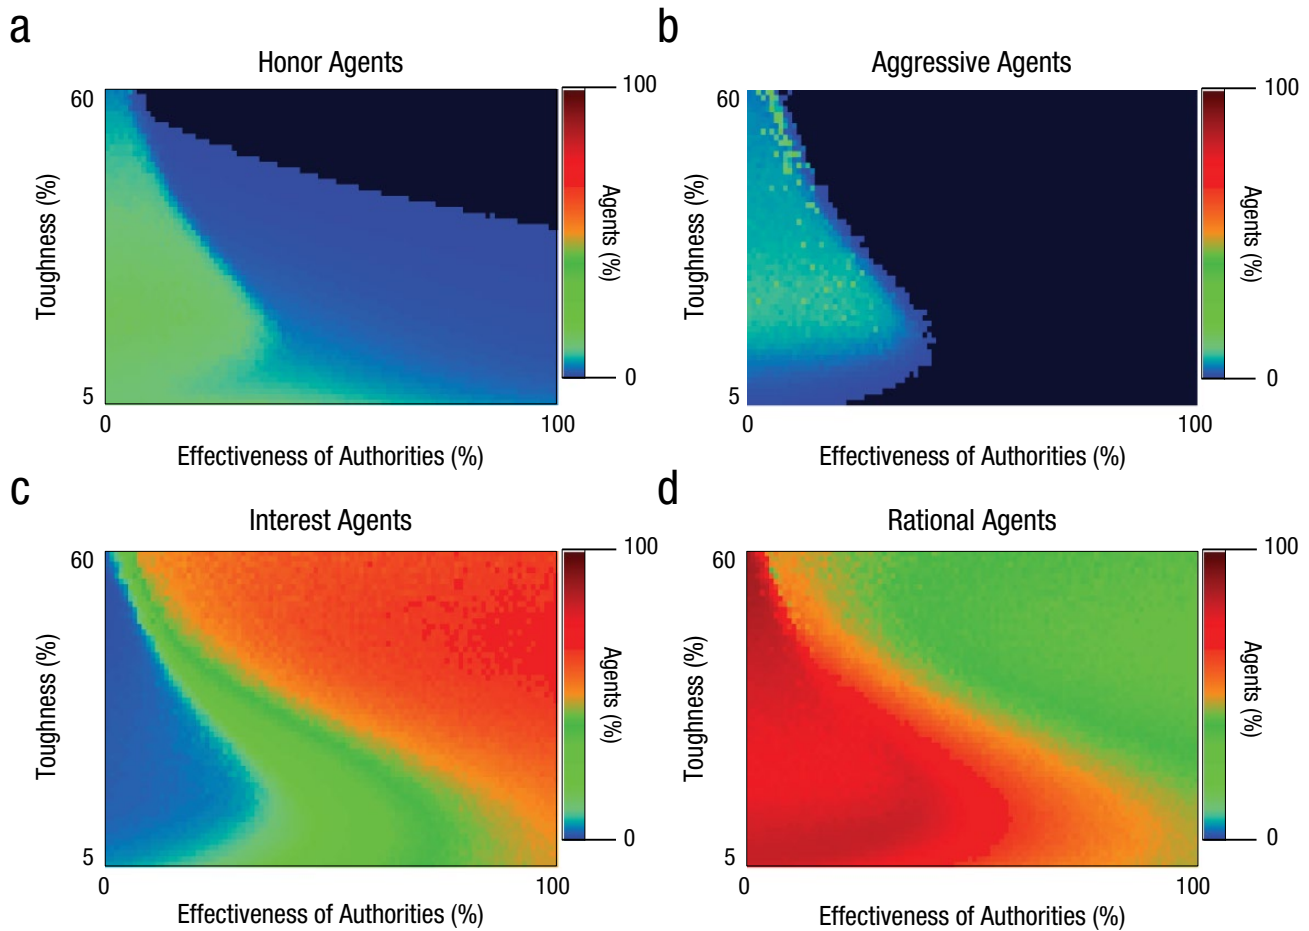 a
Honor Agents
60
5
Toughness (%)
0
100
Effectiveness of Authorities (%)
100
0
Agents (%)
b
Aggressive Agents
60
5
Toughness (%)
0
100
Effectiveness of Authorities (%)
100
0
Agents (%)
c
Interest Agents
60
5
Toughness (%)
0
100
Effectiveness of Authorities (%)
100
0
Agents (%)
d
Rational Agents
60
5
Toughness (%)
0
100
Effectiveness of Authorities (%)
100
0
Agents (%)